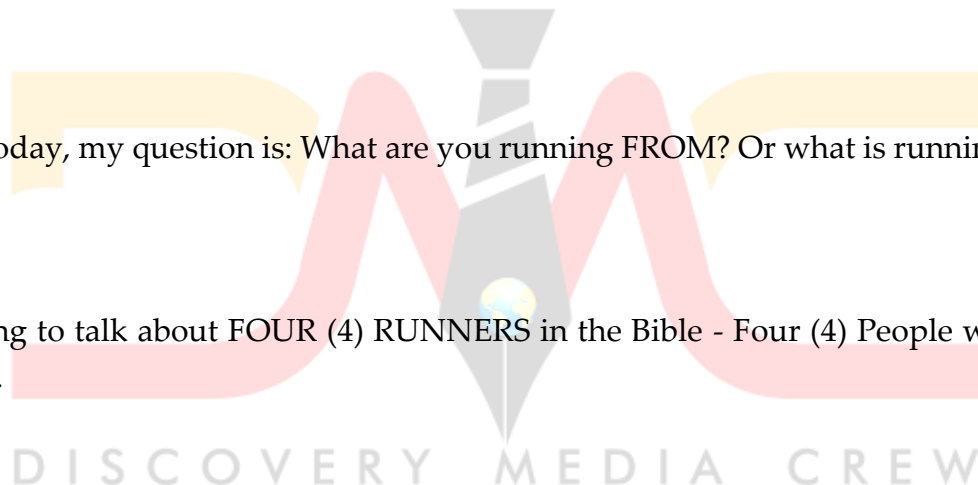 oday, my question is: What are you running FROM? Or what is runnin
ng to talk about FOUR (4) RUNNERS in the Bible - Four (4) People w
.
DISCOVERY MEDIA CREW